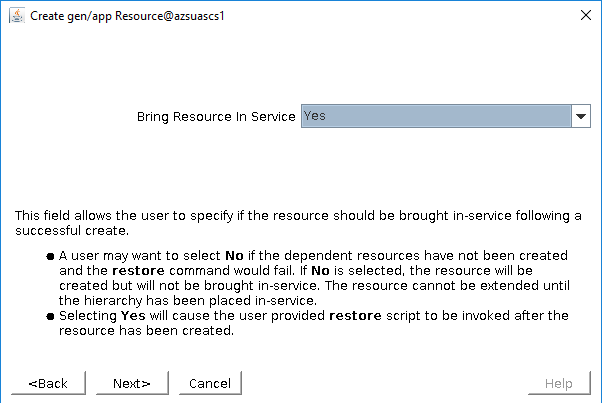 Create gen/app Resource@azsuascs1
Bring Resource In Service Yes
This field allows the user to specify if the resource should be brought in-service following a
successful create.
● A user may want to select No if the dependent resources have not been created
and the restore command would fail. If No is selected, the resource will be
created but will not be brought in-service. The resource cannot be extended until
the hierarchy has been placed in-service.
● Selecting Yes will cause the user provided restore script to be invoked after the
resource has been created.
<Back Next> Cancel Help